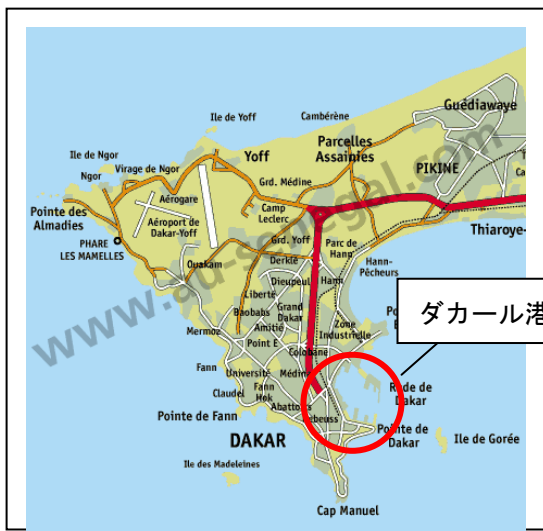 Guédiawaye
Ile de Yoff
Cambérène
Parcelles
Assainies
Ile de Ngor
Ngor
Virage de Ngor
Yoff
PIKINE
Grd. Médine
Pointe des
Almadies
Aérogare
Camp
Leclerc
Aéroport de
Dakar-Yoff
PHARE
LES MAMELLES
Grd. Yoff
Parc de
Hann
Thiaroye-
Ouakam
Derklé
Hann-
Pêcheurs
Dieupeul
Hann
Liberté
Grand
Dakar
Baobabs
Amitié
Zone
Industrielle
Mermoz
Point E
Colobane
ダカール港
Fann
Université
Médine
Rade de
Dakar
Claudel
Fann
Hok
Abattoirs
Rebeuss
Pointe de Fann
Pointe de
Dakar
DAKAR
Ile de Gorée
Ile des Madeleines
Cap Manuel
www.au-senegal.com